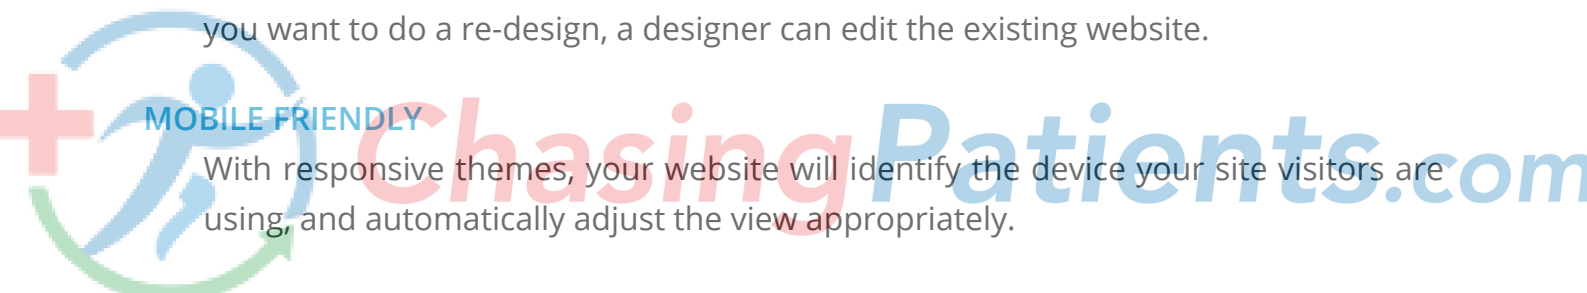 you want to do a re-design, a designer can edit the existing website.
MOBILE FRIENDLY
ChasingPatients.com
With responsive themes, your website will identify the device your site visitors are
using, and automatically adjust the view appropriately.